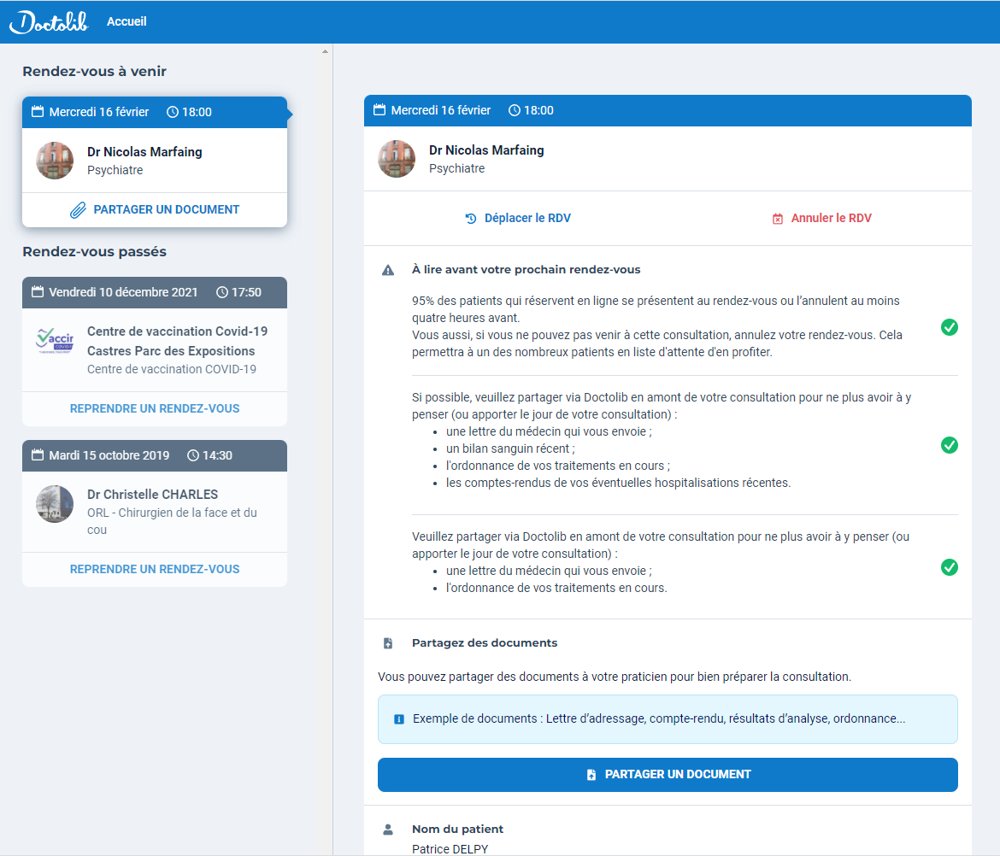 Doctolib
Accueil
Rendez-vous à venir
Mercredi 16 février 18:00
Dr Nicolas Marfaing
Psychiatre
PARTAGER UN DOCUMENT
Rendez-vous passés
Vendredi 10 décembre 2021 17:50
Centre de vaccination Covid-19
Castres Parc des Expositions
Centre de vaccination COVID-19
REPRENDRE UN RENDEZ-VOUS
Mardi 15 octobre 2019 14:30
Dr Christelle CHARLES
ORL - Chirurgien de la face et du
cou
REPRENDRE UN RENDEZ-VOUS
Mercredi 16 février 18:00
Dr Nicolas Marfaing
Psychiatre
Déplacer le RDV
Annuler le RDV
À lire avant votre prochain rendez-vous
95% des patients qui réservent en ligne se présentent au rendez-vous ou l’annulent au moins
quatre heures avant.
Vous aussi, si vous ne pouvez pas venir à cette consultation, annulez votre rendez-vous. Cela
permettra à un des nombreux patients en liste d'attente d'en profiter.
Si possible, veuillez partager via Doctolib en amont de votre consultation pour ne plus avoir à y
penser (ou apporter le jour de votre consultation) :
• une lettre du médecin qui vous envoie ;
• un bilan sanguin récent ;
• l'ordonnance de vos traitements en cours ;
• les comptes-rendus de vos éventuelles hospitalisations récentes.
Veuillez partager via Doctolib en amont de votre consultation pour ne plus avoir à y penser (ou
apporter le jour de votre consultation) :
• une lettre du médecin qui vous envoie ;
• l'ordonnance de vos traitements en cours.
Partagez des documents
Vous pouvez partager des documents à votre praticien pour bien préparer la consultation.
Exemple de documents : Lettre d’adressage, compte-rendu, résultats d’analyse, ordonnance...
PARTAGER UN DOCUMENT
Nom du patient
Patrice DELPY